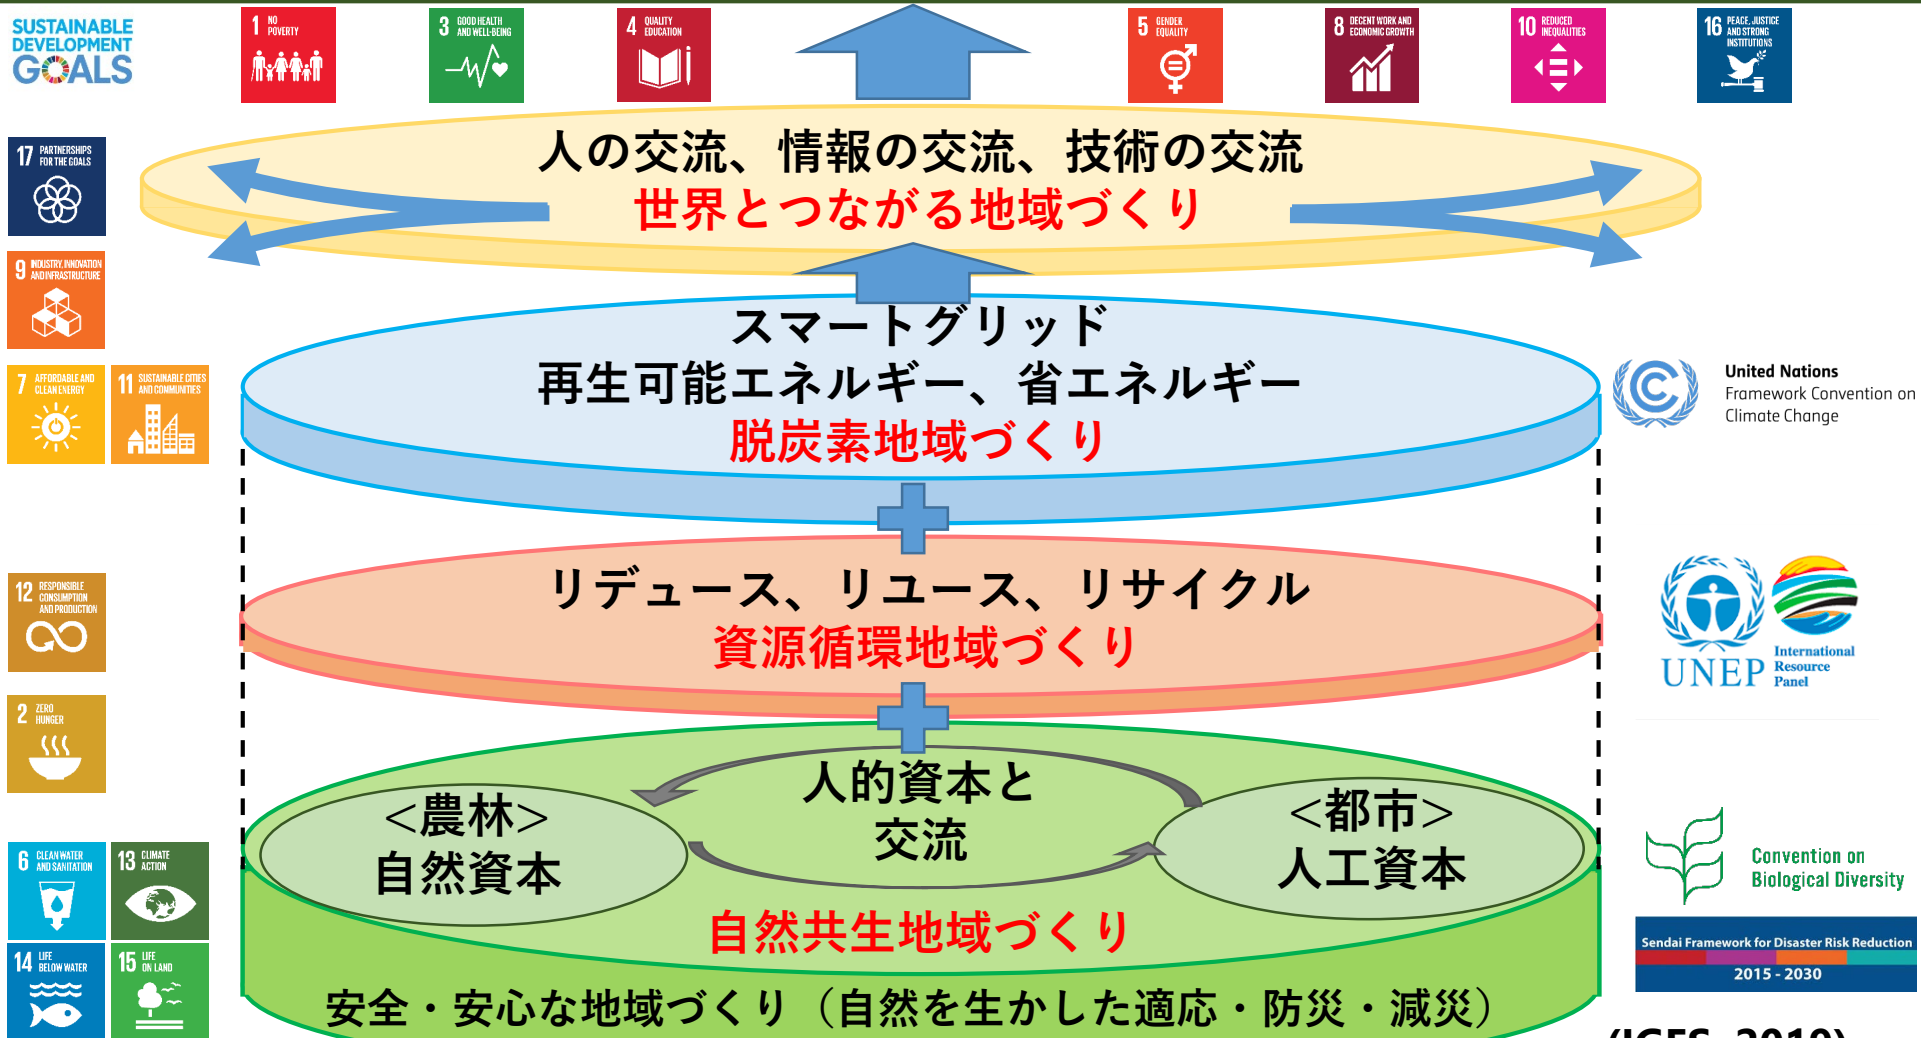 SUSTAINABLE
DEVELOPMENT
GOALS
1 NO
POVERTY
3 GOOD HEALTH
AND WELL-BEING
4 QUALITY
EDUCATION
5 GENDER
EQUALITY
8 DECENT WORK AND
ECONOMIC GROWTH
10 REDUCED
INEQUALITIES
16 PEACE, JUSTICE
AND STRONG
INSTITUTIONS
17 PARTNERSHIPS
FOR THE GOALS
人の交流、情報の交流、技術の交流
世界とつながる地域づくり
9 INDUSTRY, INNOVATION
AND INFRASTRUCTURE
スマートグリッド
再生可能エネルギー、省エネルギー
脱炭素地域づくり
7 AFFORDABLE AND
CLEAN ENERGY
11 SUSTAINABLE CITIES
AND COMMUNITIES
United Nations
Framework Convention on
Climate Change
12 RESPONSIBLE
CONSUMPTION
AND PRODUCTION
リデュース、リユース、リサイクル
資源循環地域づくり
UNEP
International
Resource
Panel
2 ZERO
HUNGER
人的資本と
交流
<農林>
自然資本
<都市>
人工資本
自然共生地域づくり
6 CLEAN WATER
AND SANITATION
13 CLIMATE
ACTION
Convention on
Biological Diversity
14 LIFE
BELOW WATER
15 LIFE
ON LAND
Sendai Framework for Disaster Risk Reduction
2015 - 2030
安全・安心な地域づくり（自然を生かした適応・防災・減災）
(IGES, 2019)